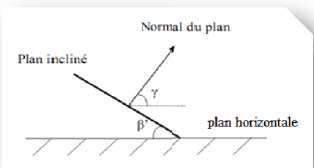 Normal du plan
Plan incliné
γ
β'
plan horizontale